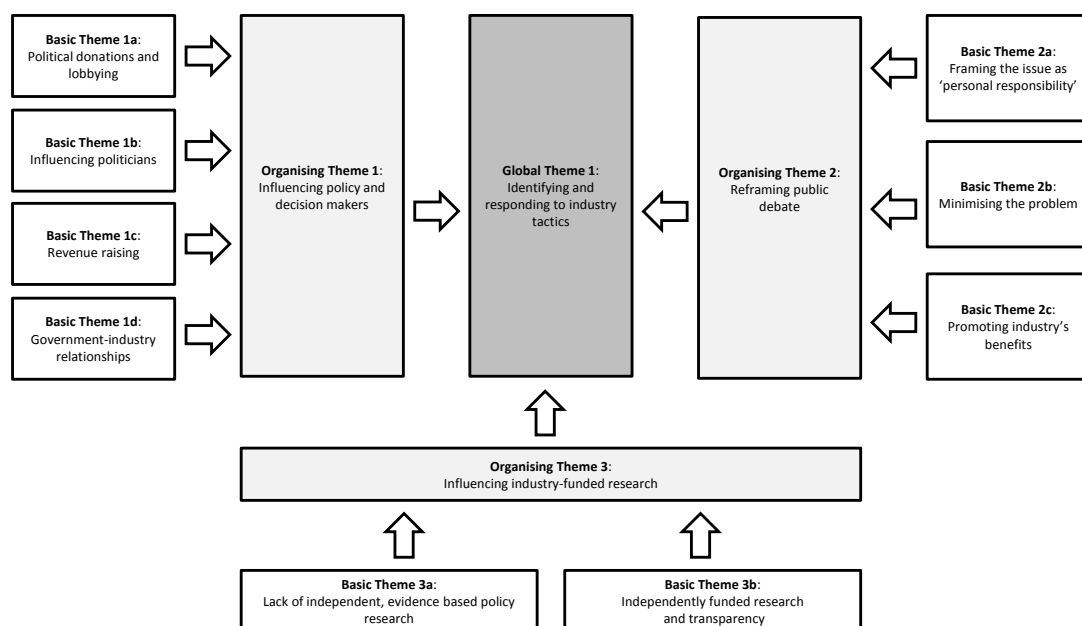 Basic Theme 1a:
Political donations and
lobbying
Basic Theme 1b:
Influencing politicians
Basic Theme 1c:
Revenue raising
Basic Theme 1d:
Government-industry
relationships
Organising Theme 1:
Influencing policy and
decision makers
Global Theme 1:
Identifying and
responding to industry
tactics
Organising Theme 2:
Reframing public
debate
Basic Theme 2a:
Framing the issue as
‘personal responsibility’
Basic Theme 2b:
Minimising the problem
Basic Theme 2c:
Promoting industry’s
benefits
Organising Theme 3:
Influencing industry-funded research
Basic Theme 3a:
Lack of independent, evidence based policy
research
Basic Theme 3b:
Independently funded research
and transparency